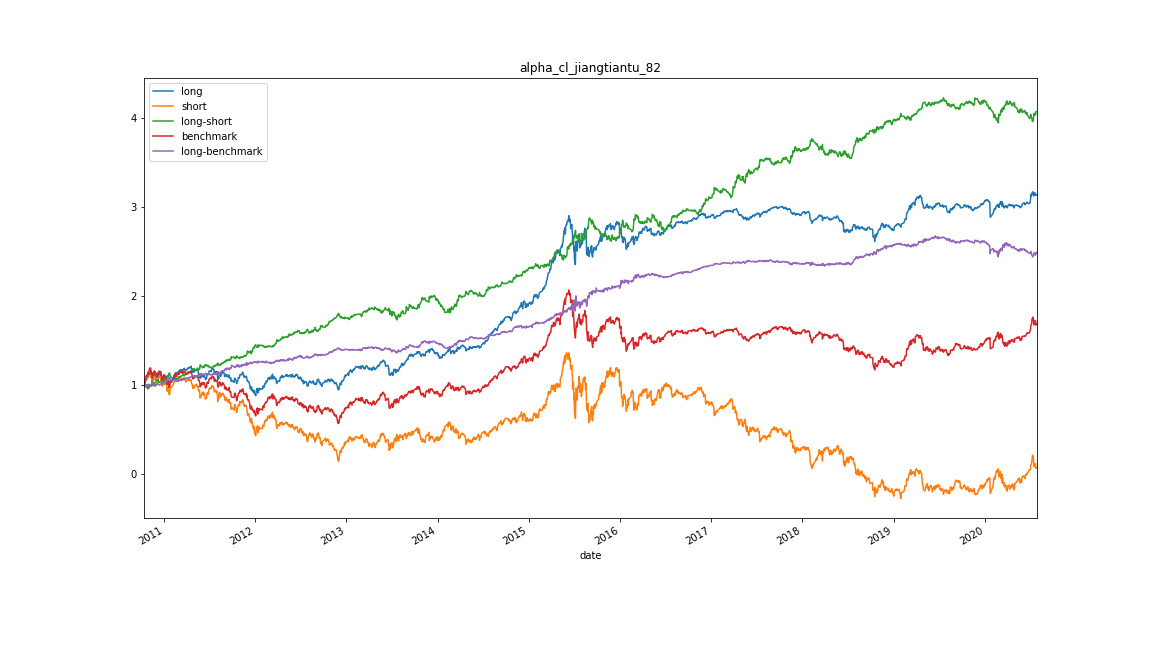 alpha_cl_jiangtiantu_82
long
short
long-short
benchmark
long-benchmark
4
3
2
1
0
2011 2012 2013 2014 2015 2016 2017 2018 2019 2020
date